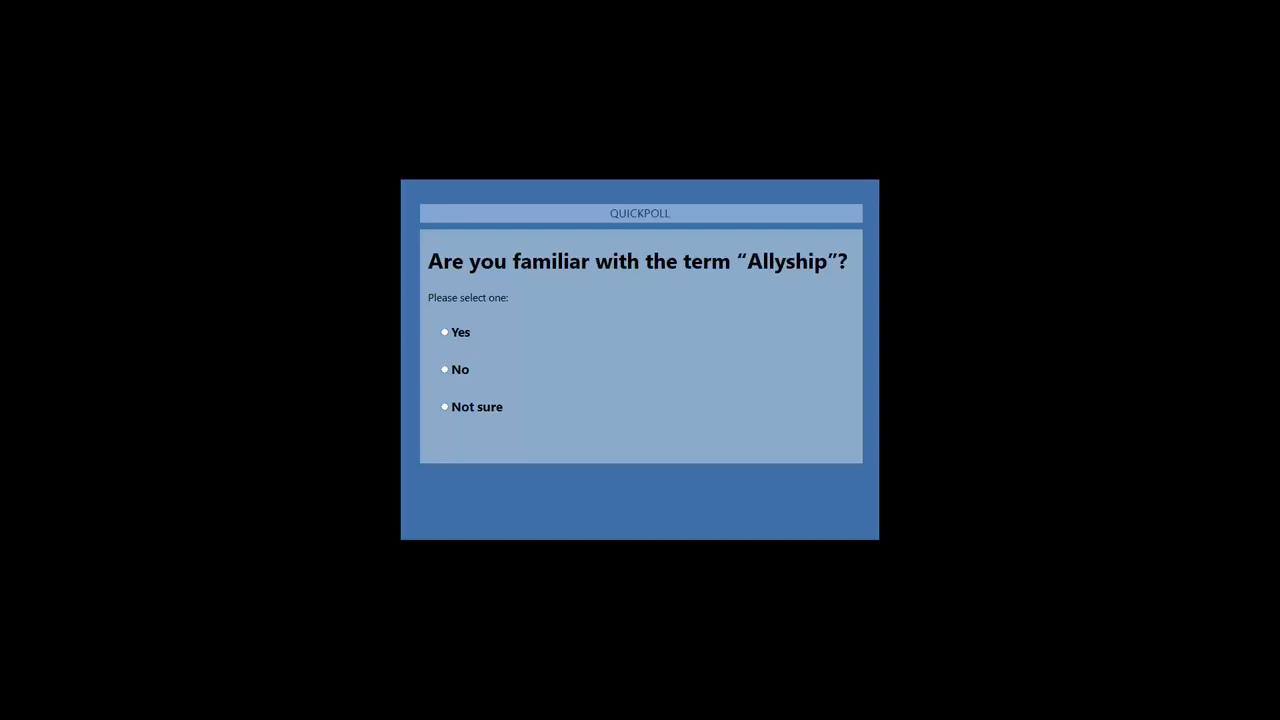 QUICKPOLL
Are you familiar with the term “Allyship”?
Please select one:
Yes
No
Not sure